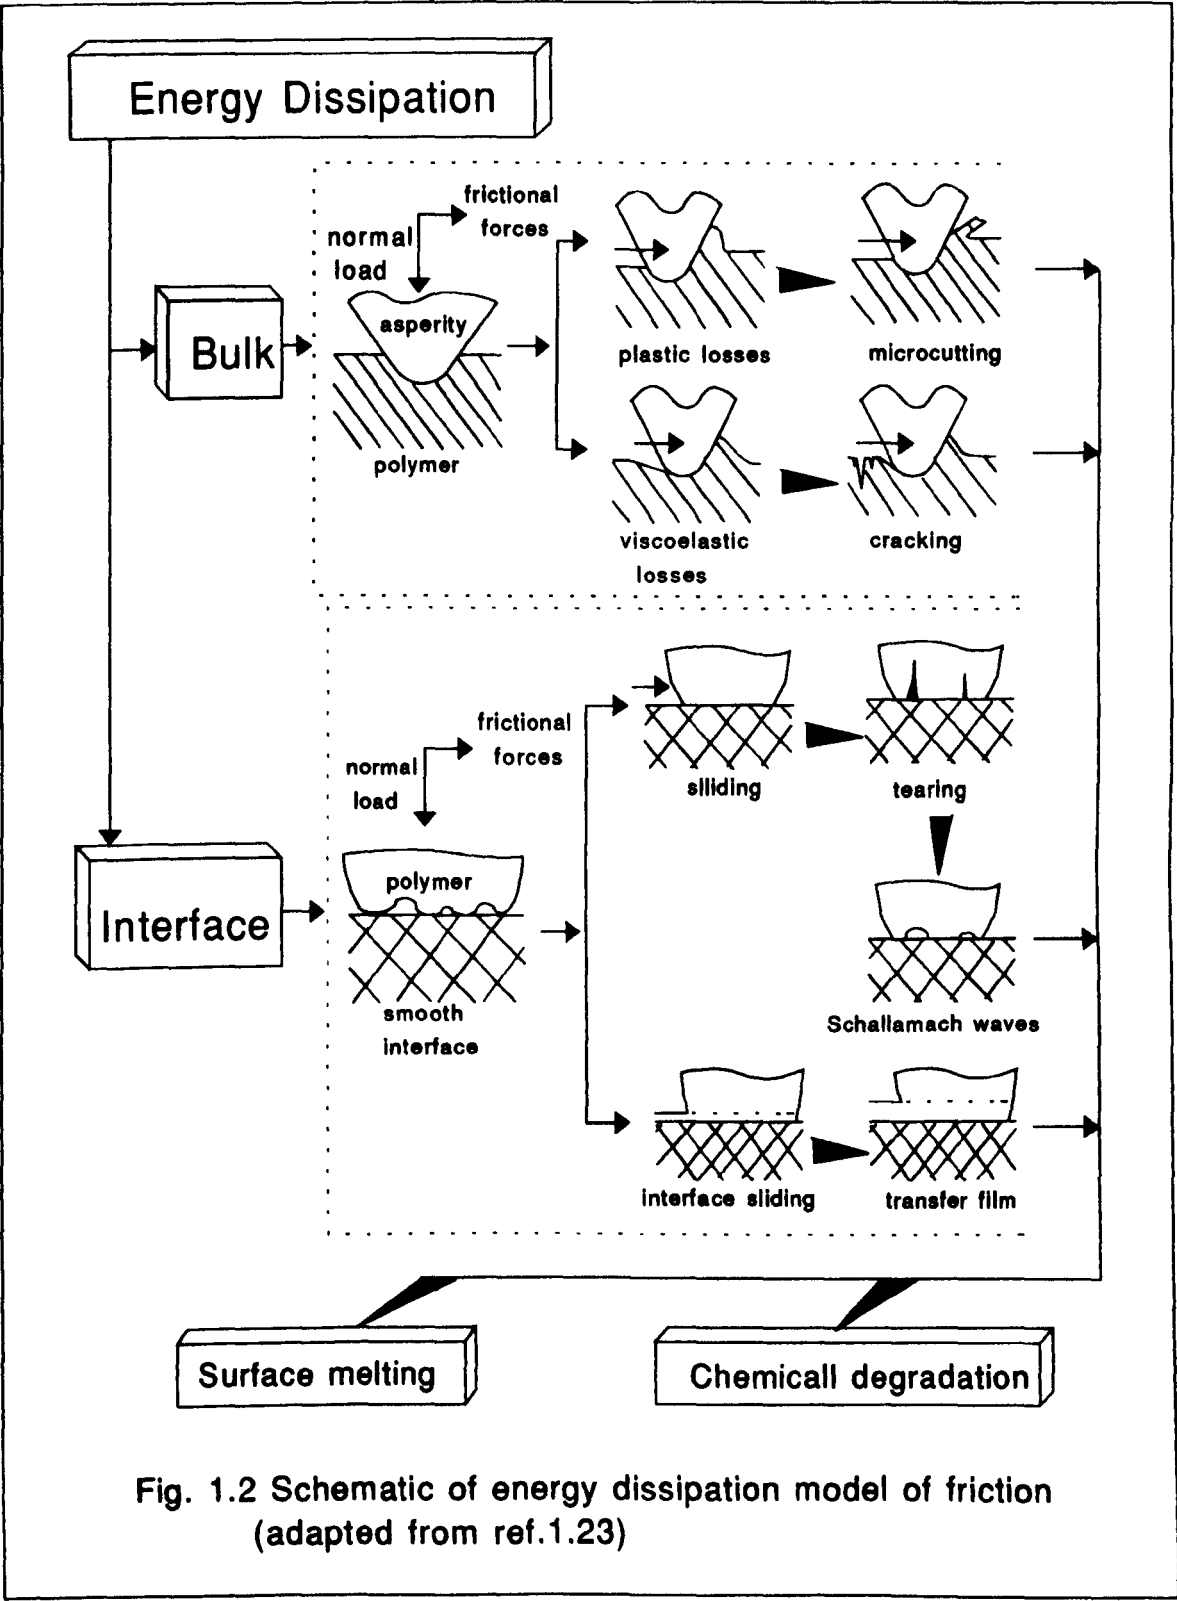 Energy Dissipation
frictional
forces
normal
load
asperity
polymer
Bulk
plastic losses
microcutting
viscoelastic
losses
cracking
frictional
forces
normal
load
polymer
smooth
interface
Interface
slliding
tearing
Schallamach waves
interface sliding
transfer film
Surface melting
Chemicall degradation
Fig. 1.2 Schematic of energy dissipation model of friction
(adapted from ref.1.23)